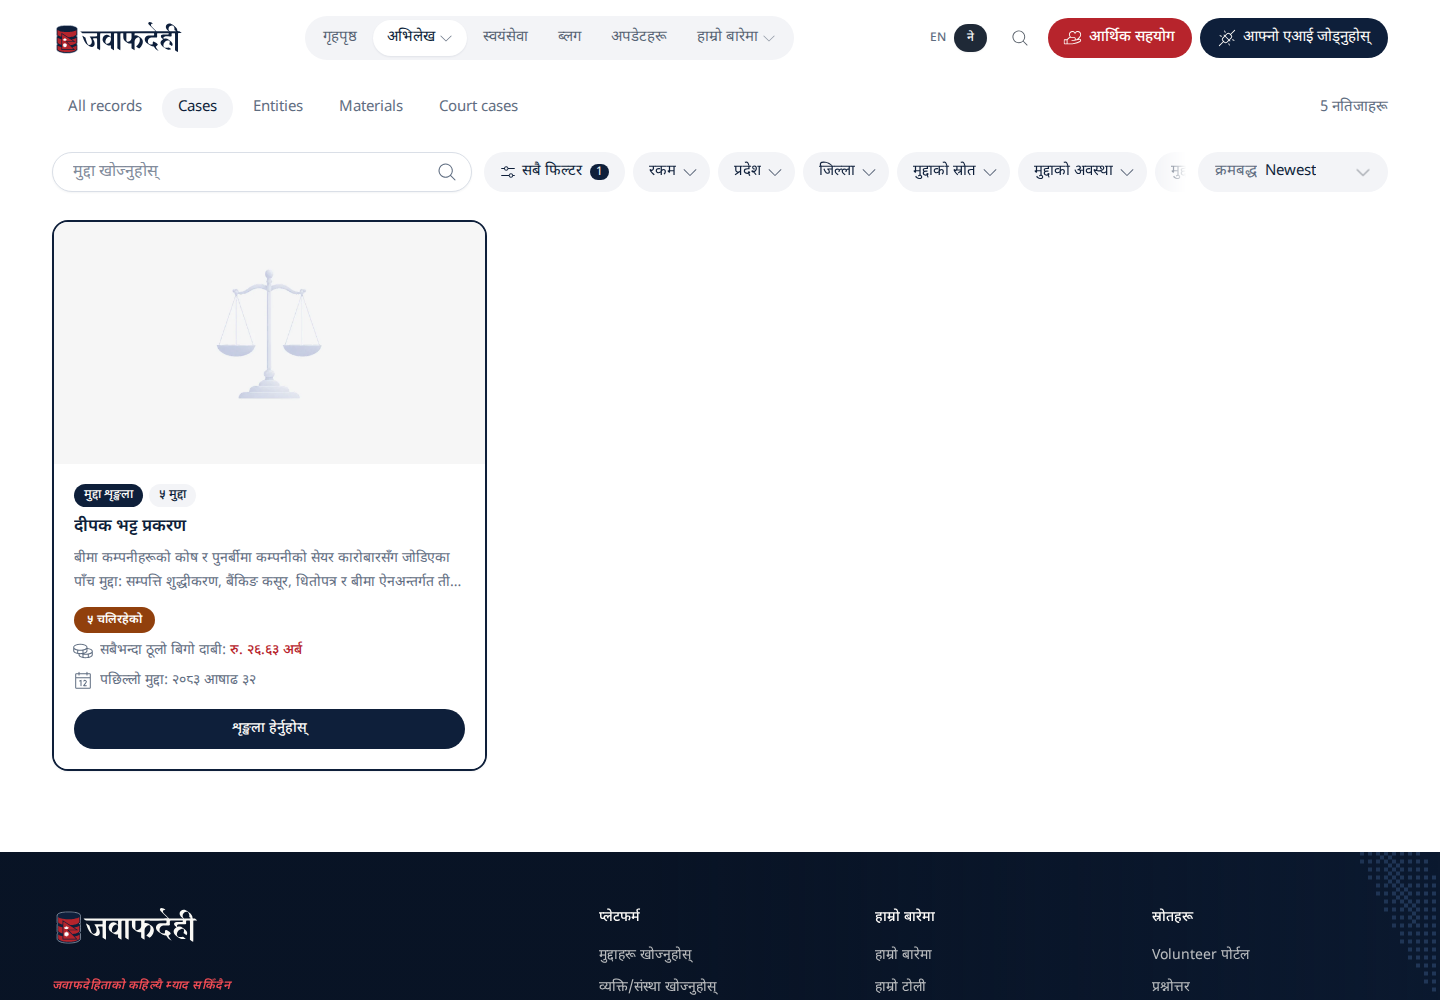 जवाफदेही
गृहपृष्ठ
अभिलेख
स्वयंसेवा
ब्लग
अपडेटहरू
हाम्रो बारेमा
EN
ने
आर्थिक सहयोग
आफ्नो एआई जोड्नुहोस्
All records
Cases
Entities
Materials
Court cases
5 नतिजाहरू
मुद्दा खोज्नुहोस्
सबै फिल्टर 1
रकम
प्रदेश
जिल्ला
मुद्दाको स्रोत
मुद्दाको अवस्था
क्रमबद्ध Newest
मुद्दा शृङ्खला
५ मुद्दा
दीपक भट्ट प्रकरण
बीमा कम्पनीहरूको कोष र पुनर्बीमा कम्पनीको सेयर कारोबारसँग जोडिएका
पाँच मुद्दा: सम्पत्ति शुद्धीकरण, बैंकिङ कसूर, धितोपत्र र बीमा ऐनअन्तर्गत ती…
५ चलिरहेको
सबैभन्दा ठूलो बिगो दाबी: रु. २६.६३ अर्ब
12
पछिल्लो मुद्दा: २०८३ आषाढ ३२
शृङ्खला हेर्नुहोस्
जवाफदेही
जवाफदेहिताको कहिल्यै म्याद सकिँदैन
प्लेटफर्म
मुद्दाहरू खोज्नुहोस्
व्यक्ति/संस्था खोज्नुहोस्
हाम्रो बारेमा
हाम्रो बारेमा
हाम्रो टोली
स्रोतहरू
Volunteer पोर्टल
प्रश्नोत्तर